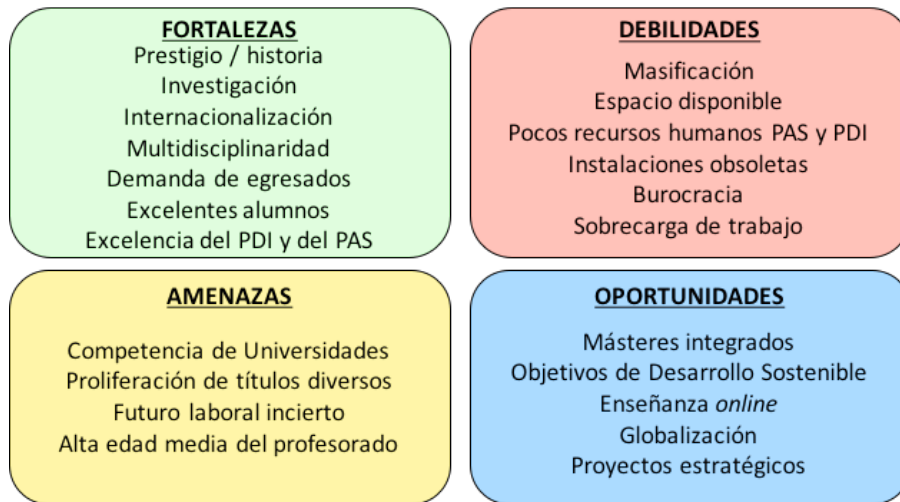 FORTALEZAS
Prestigio / historia
Investigación
Internacionalización
Multidisciplinaridad
Demanda de egresados
Excelentes alumnos
Excelencia del PDI y del PAS
DEBILIDADES
Masificación
Espacio disponible
Pocos recursos humanos PAS y PDI
Instalaciones obsoletas
Burocracia
Sobrecarga de trabajo
AMENAZAS
Competencia de Universidades
Proliferación de títulos diversos
Futuro laboral incierto
Alta edad media del profesorado
OPORTUNIDADES
Másteres integrados
Objetivos de Desarrollo Sostenible
Enseñanza online
Globalización
Proyectos estratégicos